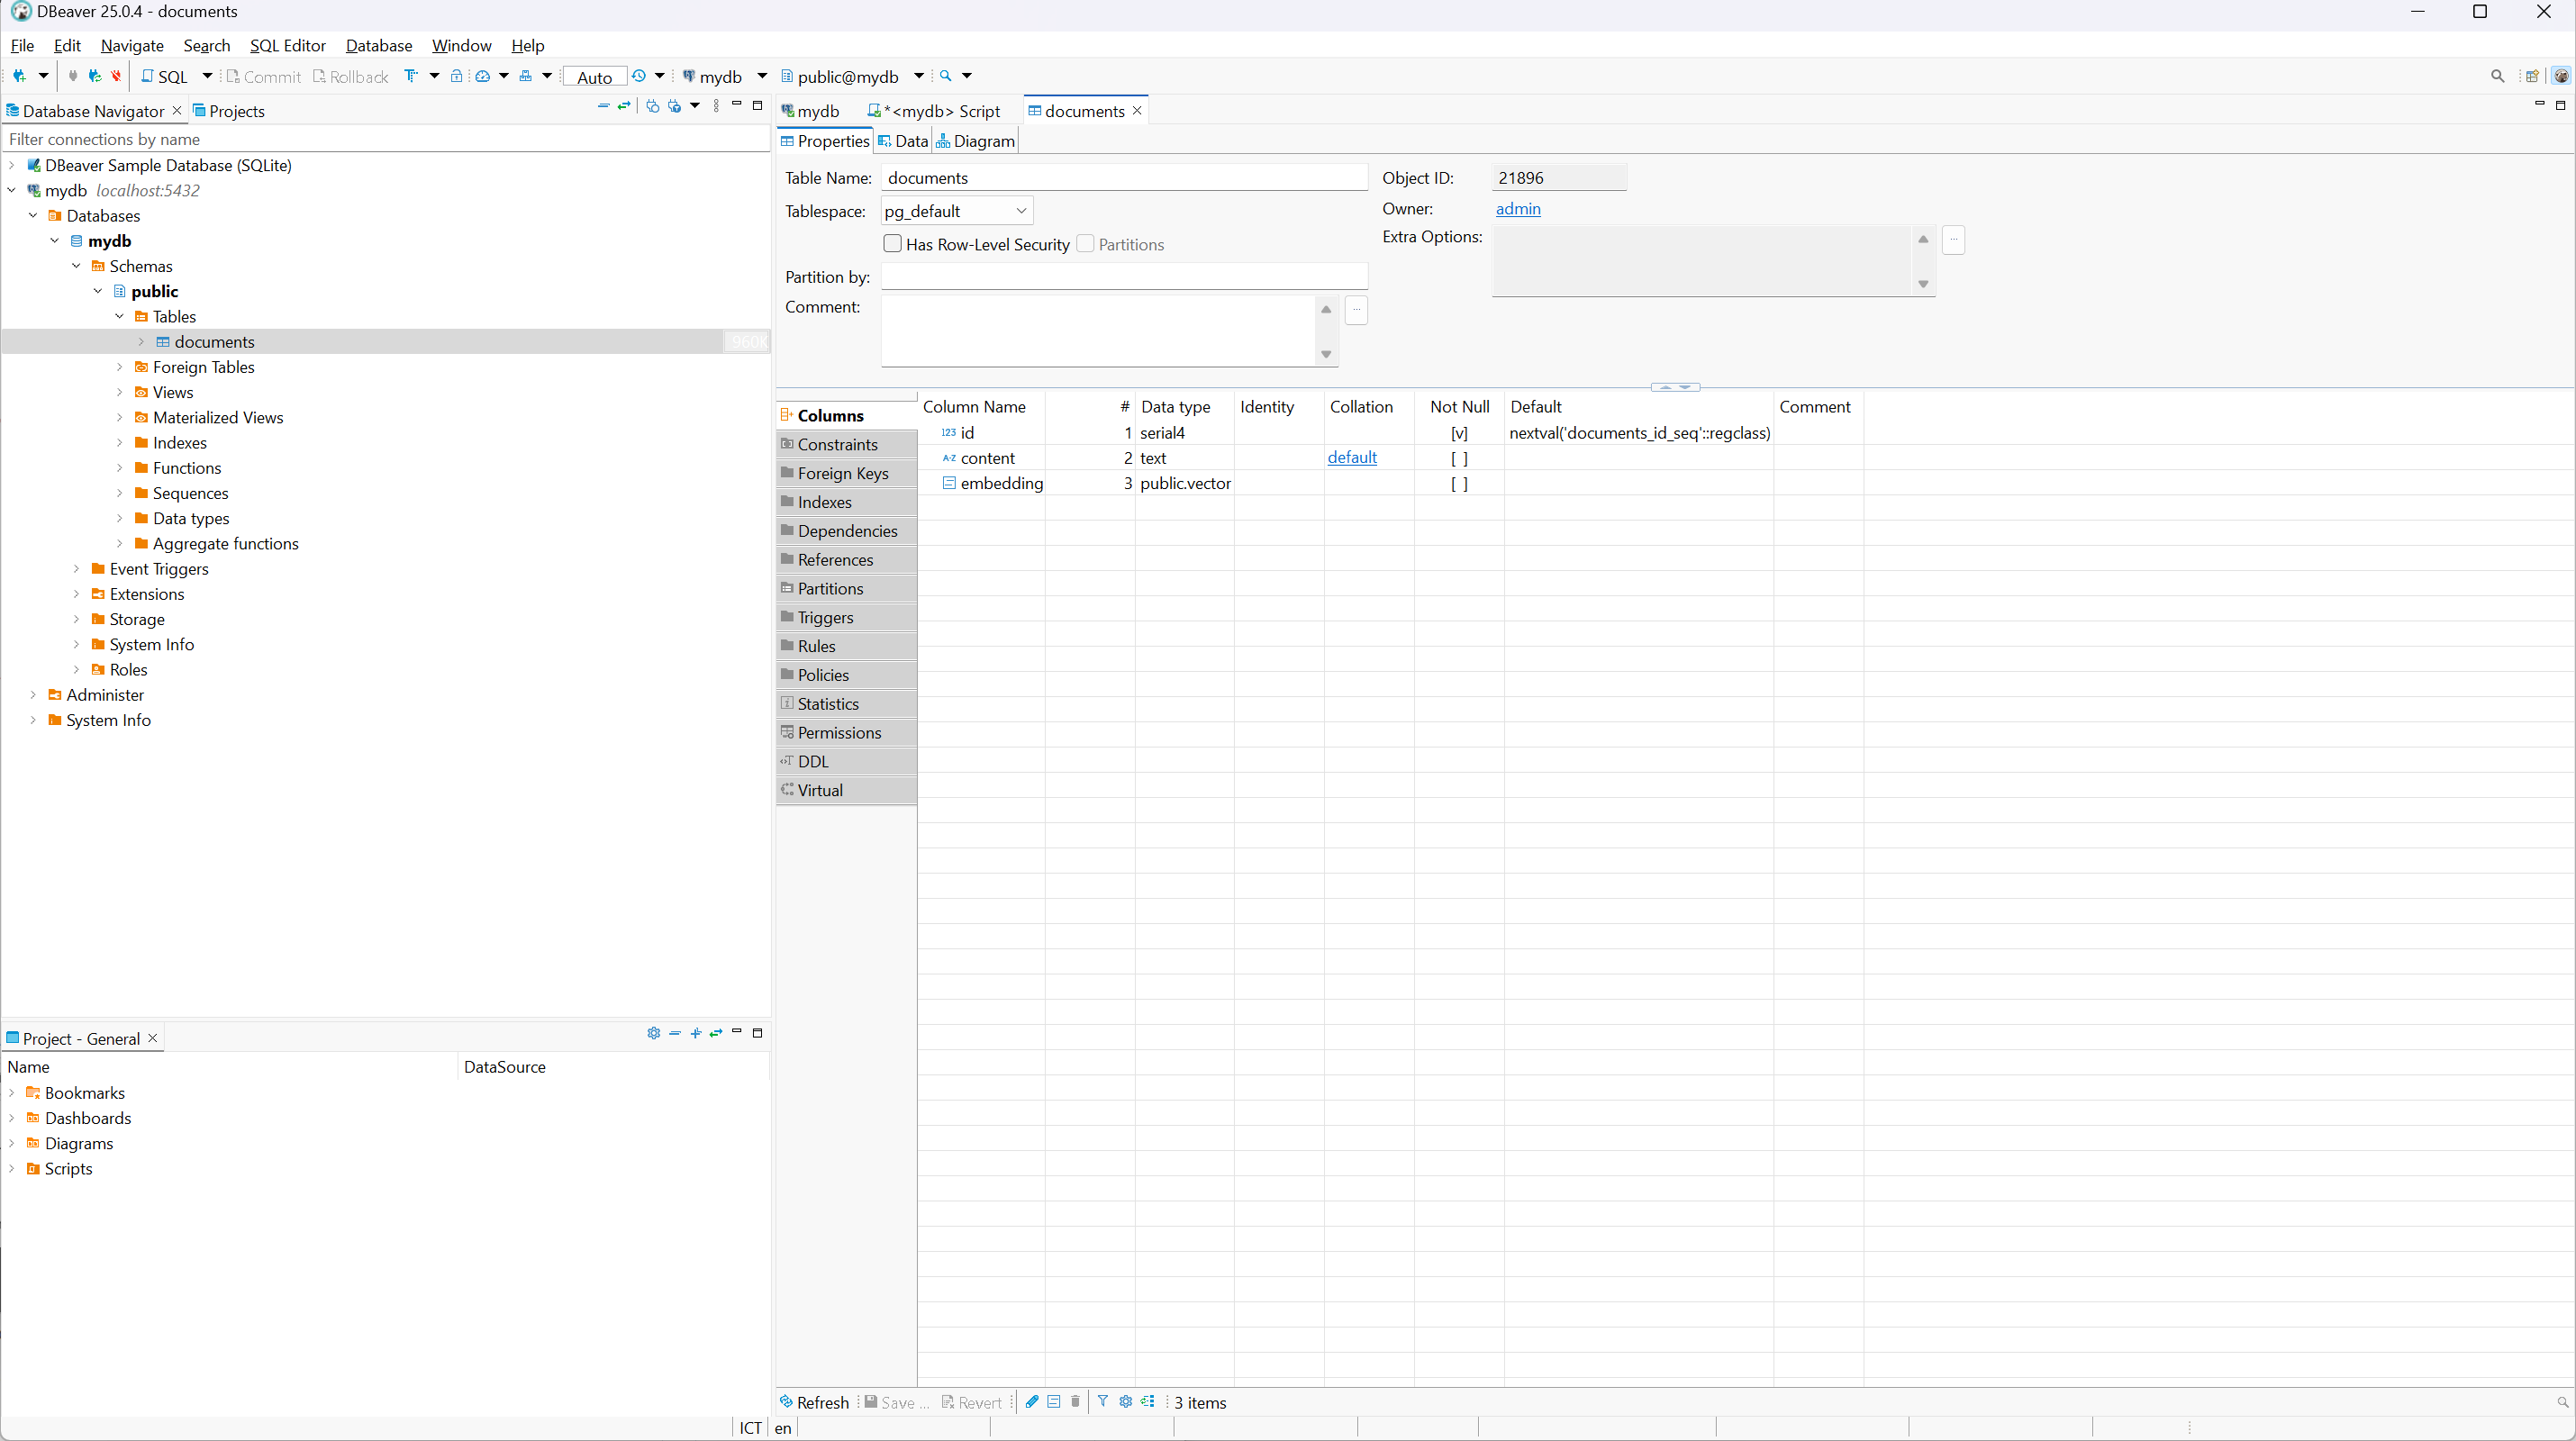 DBeaver 25.0.4 - documents
File Edit Navigate Search SQL Editor Database Window Help
SQL Commit Rollback Auto mydb public@mydb
Database Navigator Projects
Filter connections by name
DBeaver Sample Database (SQLite)
mydb localhost:5432
Databases
mydb
Schemas
public
Tables
documents 960K
Foreign Tables
Views
Materialized Views
Indexes
Functions
Sequences
Data types
Aggregate functions
Event Triggers
Extensions
Storage
System Info
Roles
Administer
System Info
Project - General
Name DataSource
Bookmarks
Dashboards
Diagrams
Scripts
mydb *<mydb> Script documents
Properties Data Diagram
Table Name: documents
Tablespace: pg_default
Has Row-Level Security Partitions
Partition by:
Comment:
Object ID: 21896
Owner: admin
Extra Options:
Columns
Constraints
Foreign Keys
Indexes
Dependencies
References
Partitions
Triggers
Rules
Policies
Statistics
Permissions
DDL
Virtual
Column Name # Data type Identity Collation Not Null Default Comment
123 id 1 serial4 [v] nextval('documents_id_seq'::regclass)
A-Z content 2 text default [ ]
embedding 3 public.vector [ ]
Refresh Save ... Revert 3 items
ICT en